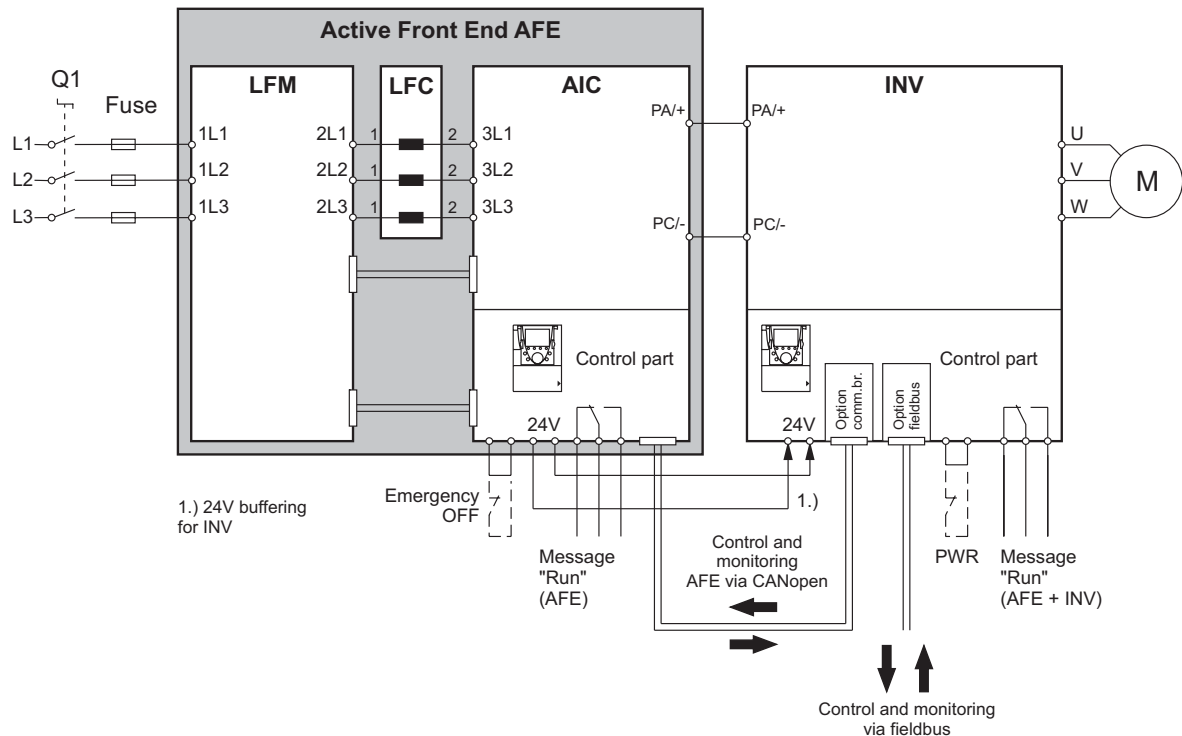 Active Front End AFE
Q1
Fuse
LFM
LFC
AIC
INV
PA/+
PA/+
L1
1L1
2L1
1
2
3L1
U
L2
1L2
2L2
1
2
3L2
V
M
L3
1L3
2L3
1
2
3L3
W
PC/-
PC/-
Control part
Control part
Option
comm.br.
Option
fieldbus
24V
24V
1.) 24V buffering
for INV
Emergency
OFF
1.)
Message
"Run"
(AFE)
Control and
monitoring
AFE via CANopen
PWR
Message
"Run"
(AFE + INV)
Control and monitoring
via fieldbus